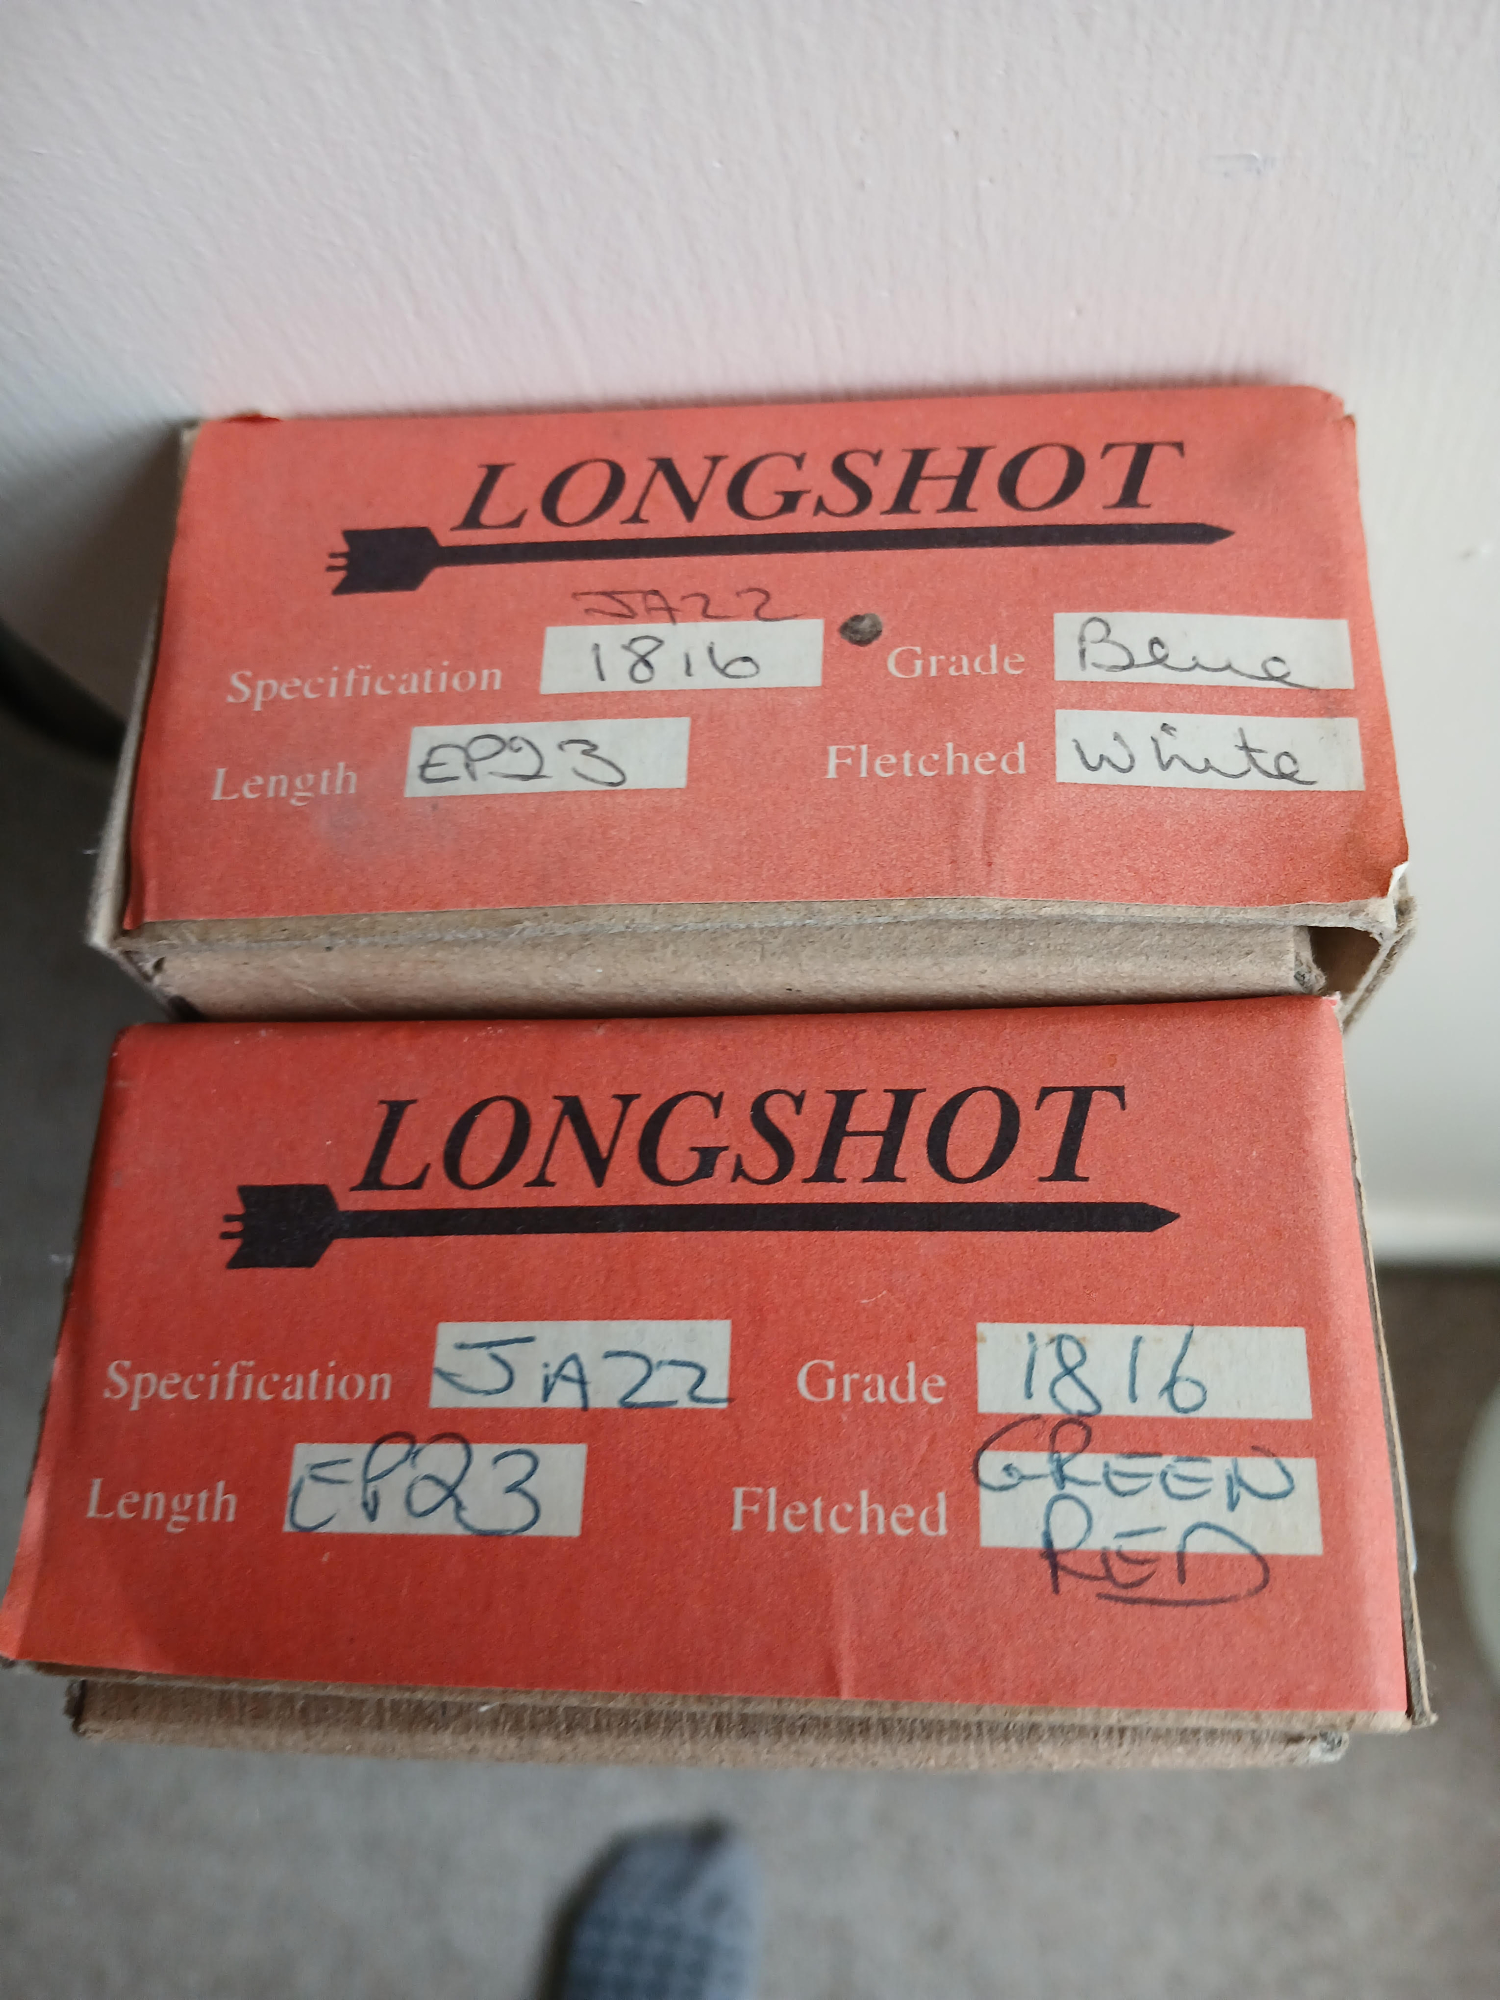 LONGSHOT
JAZZ
Specification 1816 Grade Blue
Length EP23 Fletched White
LONGSHOT
Specification JAZZ Grade 1816
Length EP23 Fletched GREEN
RED